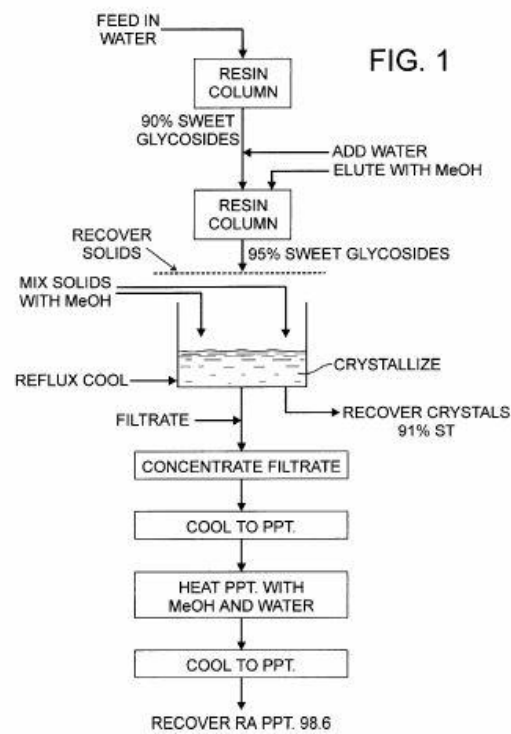 FEED IN
WATER
FIG. 1
RESIN
COLUMN
90% SWEET
GLYCOSIDES
ADD WATER
ELUTE WITH MeOH
RESIN
COLUMN
RECOVER
SOLIDS
95% SWEET GLYCOSIDES
MIX SOLIDS
WITH MeOH
CRYSTALLIZE
REFLUX COOL
RECOVER CRYSTALS
91% ST
FILTRATE
CONCENTRATE FILTRATE
COOL TO PPT.
HEAT PPT. WITH
MeOH AND WATER
COOL TO PPT.
RECOVER RA PPT. 98.6